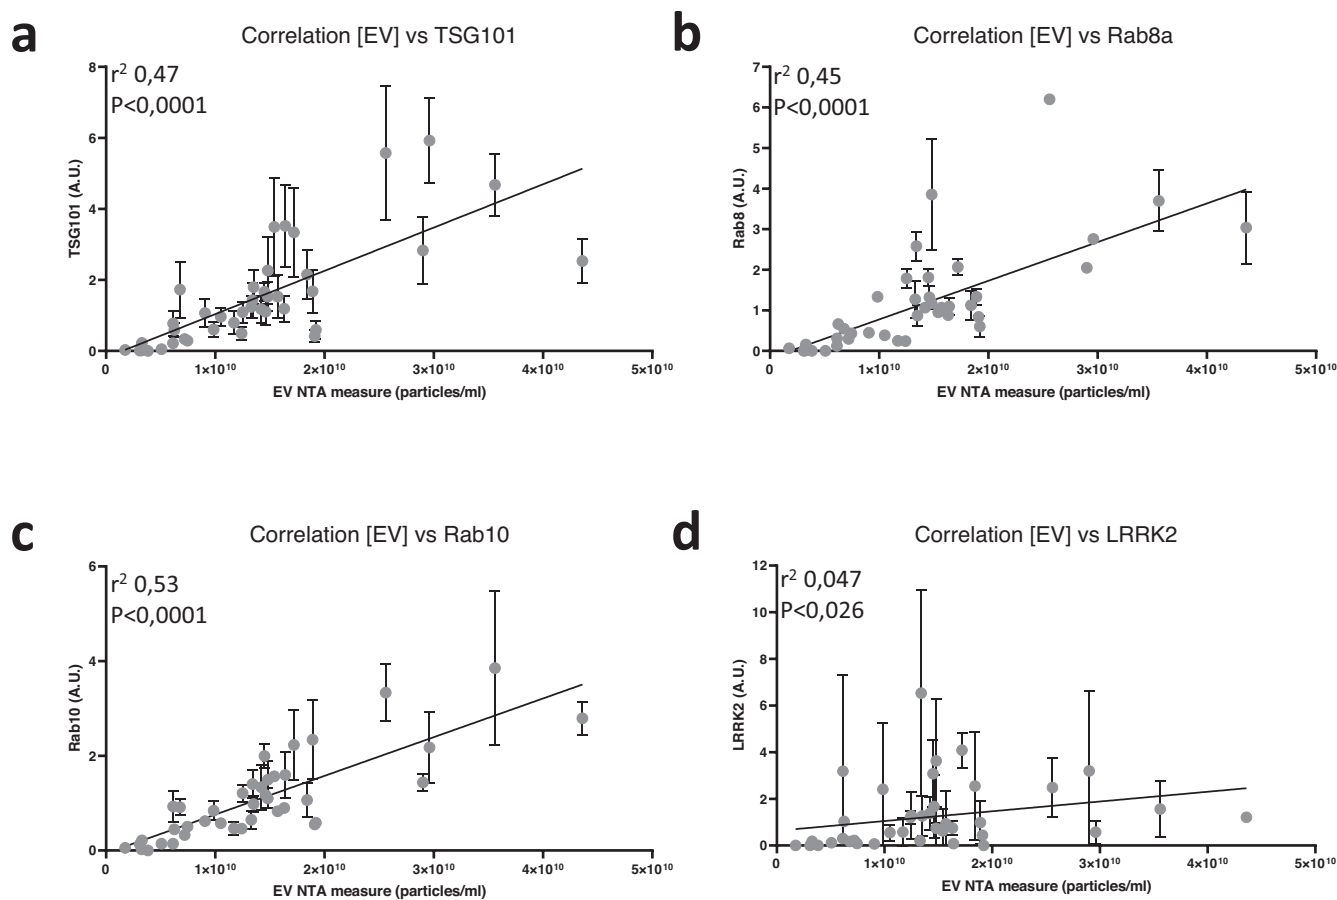 a
Correlation [EV] vs TSG101
r² 0,47
P<0,0001
8
6
4
2
0
TSG101 (A.U.)
0
1×10¹⁰
2×10¹⁰
3×10¹⁰
4×10¹⁰
5×10¹⁰
EV NTA measure (particles/ml)
b
Correlation [EV] vs Rab8a
r² 0,45
P<0,0001
7
6
5
4
3
2
1
0
Rab8 (A.U.)
0
1×10¹⁰
2×10¹⁰
3×10¹⁰
4×10¹⁰
5×10¹⁰
EV NTA measure (particles/ml)
c
Correlation [EV] vs Rab10
r² 0,53
P<0,0001
6
4
2
0
Rab10 (A.U.)
0
1×10¹⁰
2×10¹⁰
3×10¹⁰
4×10¹⁰
5×10¹⁰
EV NTA measure (particles/ml)
d
Correlation [EV] vs LRRK2
r² 0,047
P<0,026
12
10
8
6
4
2
0
LRRK2 (A.U.)
0
1×10¹⁰
2×10¹⁰
3×10¹⁰
4×10¹⁰
5×10¹⁰
EV NTA measure (particles/ml)